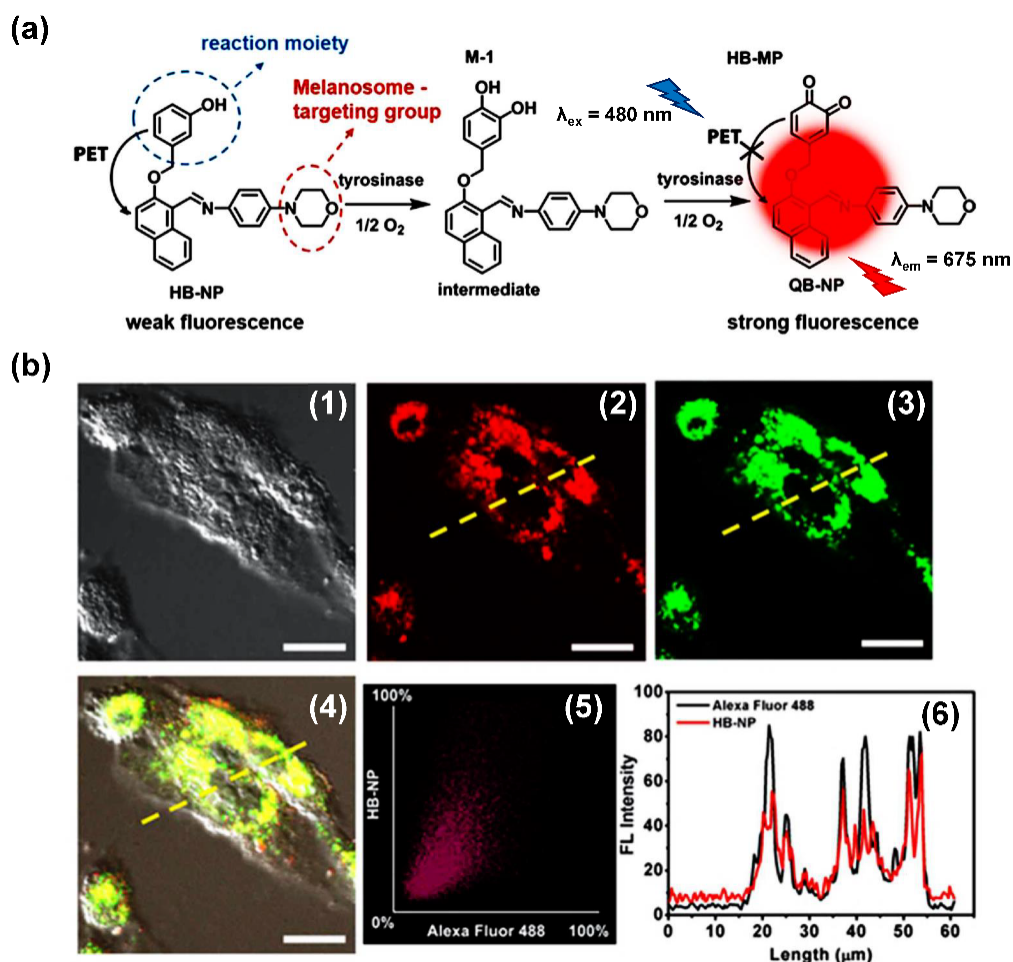 (a)
reaction moiety
Melanosome -
targeting group
OH
PET
O
N
N
O
HB-NP
weak fluorescence
tyrosinase
1/2 O₂
M-1
OH
OH
O
N
N
O
intermediate
tyrosinase
1/2 O₂
HB-MP
λex = 480 nm
O
O
PET
O
N
N
O
λem = 675 nm
QB-NP
strong fluorescence
(b)
(1)
(2)
(3)
(4)
(5)
100%
HB-NP
0%
Alexa Fluor 488
100%
(6)
Alexa Fluor 488
HB-NP
FL Intensity
100
80
60
40
20
0
0 10 20 30 40 50 60
Length (μm)